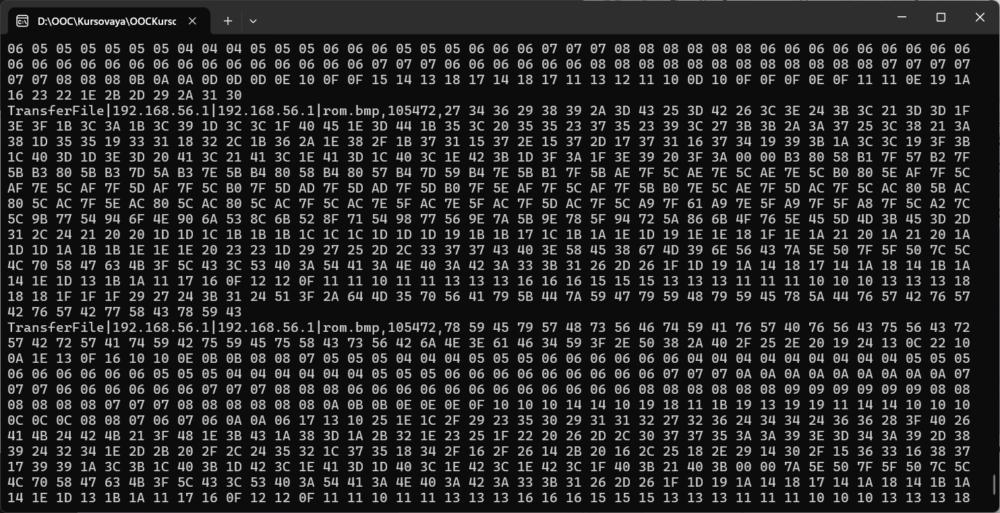 D:\OOC\Kursovaya\OOCKursc
06 05 05 05 05 05 05 04 04 04 05 05 05 06 06 06 05 05 05 06 06 06 07 07 07 08 08 08 08 08 08 06 06 06 06 06 06 06 06 06
06 06 06 06 06 06 06 06 06 06 06 06 06 06 06 07 07 07 06 06 06 06 06 06 08 08 08 08 08 08 08 08 08 08 08 08 07 07 07 07
07 07 08 08 08 0B 0A 0A 0D 0D 0D 0E 10 0F 0F 15 14 13 18 17 14 18 17 11 13 12 11 10 0D 10 0F 0F 0F 0E 0F 11 11 0E 19 1A
16 23 22 1E 2B 2D 29 2A 31 30
TransferFile|192.168.56.1|192.168.56.1|rom.bmp,105472,27 34 36 29 38 39 2A 3D 43 25 3D 42 26 3C 3E 24 3B 3C 21 3D 3D 1F
3E 3F 1B 3C 3A 1B 3C 39 1D 3C 3C 1F 40 45 1E 3D 44 1B 35 3C 20 35 35 23 37 35 23 39 3C 27 3B 3B 2A 3A 37 25 3C 38 21 3A
38 1D 35 35 19 33 31 18 32 2C 1B 36 2A 1E 38 2F 1B 37 31 15 37 2E 15 37 2D 17 37 31 16 37 34 19 39 3B 1A 3C 3C 19 3F 3B
1C 40 3D 1D 3E 3D 20 41 3C 21 41 3C 1E 41 3D 1C 40 3C 1E 42 3B 1D 3F 3A 1F 3E 39 20 3F 3A 00 00 B3 80 58 B1 7F 57 B2 7F
5B B3 80 5B B3 7D 5A B3 7E 5B B4 80 58 B4 80 57 B4 7D 59 B4 7E 5B B1 7F 5B AE 7F 5C AE 7E 5C AE 7E 5C B0 80 5E AF 7F 5C
AF 7E 5C AF 7F 5D AF 7F 5C B0 7F 5D AD 7F 5D AD 7F 5D B0 7F 5E AF 7F 5C AF 7F 5B B0 7E 5C AE 7F 5D AC 7F 5C AC 80 5B AC
80 5C AC 7F 5E AC 80 5C AC 80 5C AC 7F 5C AC 7E 5F AC 7E 5F AC 7F 5D AC 7F 5C A9 7F 61 A9 7E 5F A9 7F 5F A8 7F 5C A2 7C
5C 9B 77 54 94 6F 4E 90 6A 53 8C 6B 52 8F 71 54 98 77 56 9E 7A 5B 9E 78 5F 94 72 5A 86 6B 4F 76 5E 45 5D 4D 3B 45 3D 2D
31 2C 24 21 20 20 1D 1D 1C 1B 1B 1B 1C 1C 1C 1D 1D 1D 19 1B 1B 17 1C 1B 1A 1E 1D 19 1E 1E 18 1F 1E 1A 21 20 1A 21 20 1A
1D 1D 1A 1B 1B 1E 1E 1E 20 23 23 1D 29 27 25 2D 2C 33 37 37 43 40 3E 58 45 38 67 4D 39 6E 56 43 7A 5E 50 7F 5F 50 7C 5C
4C 70 58 47 63 4B 3F 5C 43 3C 53 40 3A 54 41 3A 4E 40 3A 42 3A 33 3B 31 26 2D 26 1F 1D 19 1A 14 18 17 14 1A 18 14 1B 1A
14 1E 1D 13 1B 1A 11 17 16 0F 12 12 0F 11 11 10 11 11 13 13 13 16 16 16 15 15 15 13 13 13 11 11 11 10 10 10 13 13 13 18
18 18 1F 1F 1F 29 27 24 3B 31 24 51 3F 2A 64 4D 35 70 56 41 79 5B 44 7A 59 47 79 59 48 79 59 45 78 5A 44 76 57 42 76 57
42 76 57 42 77 58 43 78 59 43
TransferFile|192.168.56.1|192.168.56.1|rom.bmp,105472,78 59 45 79 57 48 73 56 46 74 59 41 76 57 40 76 56 43 75 56 43 72
57 42 72 57 41 74 59 42 75 59 45 75 58 43 73 56 42 6A 4E 3E 61 46 34 59 3F 2E 50 38 2A 40 2F 25 2E 20 19 24 13 0C 22 10
0A 1E 13 0F 16 10 10 0E 0B 0B 08 08 07 05 05 05 04 04 04 05 05 05 06 06 06 06 06 06 04 04 04 04 04 04 04 04 04 05 05 05
06 06 06 06 06 06 05 05 05 04 04 04 04 04 04 05 05 05 06 06 06 06 06 06 06 06 06 07 07 07 0A 0A 0A 0A 0A 0A 0A 0A 0A 07
07 07 06 06 06 06 06 06 07 07 07 08 08 08 06 06 06 06 06 06 06 06 06 06 06 06 08 08 08 08 08 08 09 09 09 09 09 09 08 08
08 08 08 08 07 07 07 08 08 08 08 08 08 0A 0B 0B 0E 0E 0E 0F 10 10 10 14 14 10 19 18 11 1B 19 13 19 19 11 14 14 10 10 10
0C 0C 0C 08 08 07 06 07 06 0A 0A 06 17 13 10 25 1E 1C 2F 29 23 35 30 29 31 31 32 27 32 36 24 34 34 24 36 36 28 3F 40 26
41 4B 24 42 4B 21 3F 48 1E 3B 43 1A 38 3D 1A 2B 32 1E 23 25 1F 22 20 26 2D 2C 30 37 37 35 3A 3A 39 3E 3D 34 3A 39 2D 38
39 24 32 34 1E 2D 2B 20 2F 2C 24 35 32 1C 37 35 18 34 2F 16 2F 26 14 2B 20 16 2C 25 18 2E 29 14 30 2F 15 36 33 16 38 37
17 39 39 1A 3C 3B 1C 40 3B 1D 42 3C 1E 41 3D 1D 40 3C 1E 42 3C 1E 42 3C 1F 40 3B 21 40 3B 00 00 7A 5E 50 7F 5F 50 7C 5C
4C 70 58 47 63 4B 3F 5C 43 3C 53 40 3A 54 41 3A 4E 40 3A 42 3A 33 3B 31 26 2D 26 1F 1D 19 1A 14 18 17 14 1A 18 14 1B 1A
14 1E 1D 13 1B 1A 11 17 16 0F 12 12 0F 11 11 10 11 11 13 13 13 16 16 16 15 15 15 13 13 13 11 11 11 10 10 10 13 13 13 18